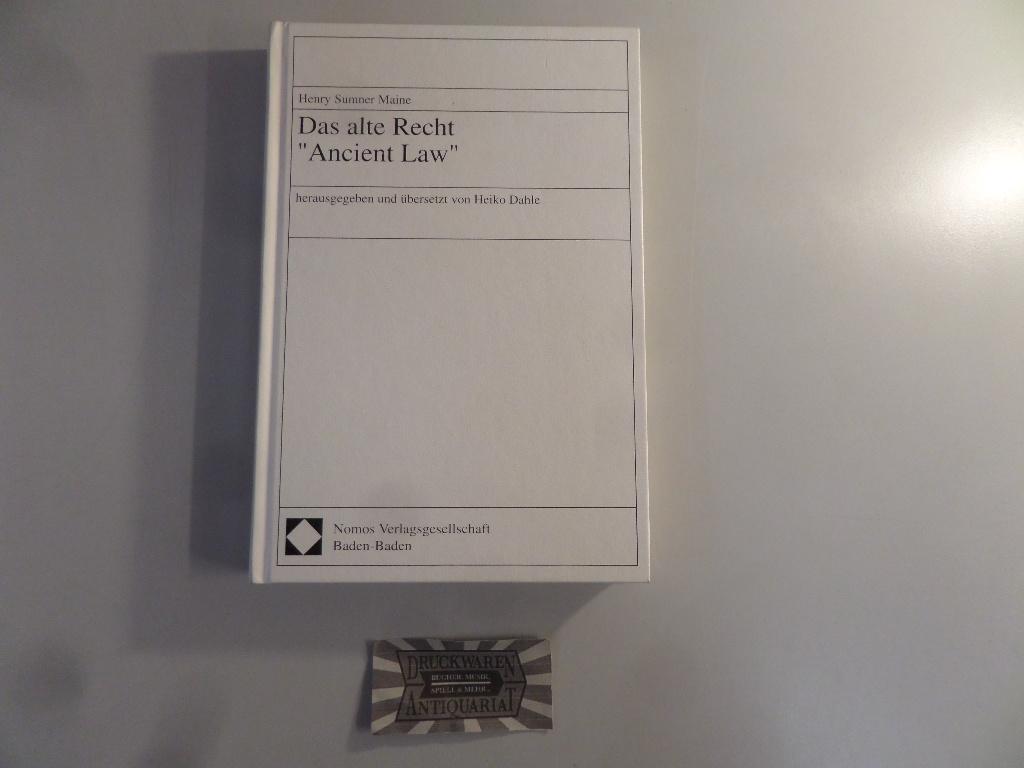 Henry Sumner Maine
Das alte Recht
"Ancient Law"
herausgegeben und übersetzt von Heiko Dahle
Nomos Verlagsgesellschaft
Baden-Baden
DRUCKWAREN
BÜCHER, MUSIK,
SPIELE & MEHR...
ANTIQUARIAT